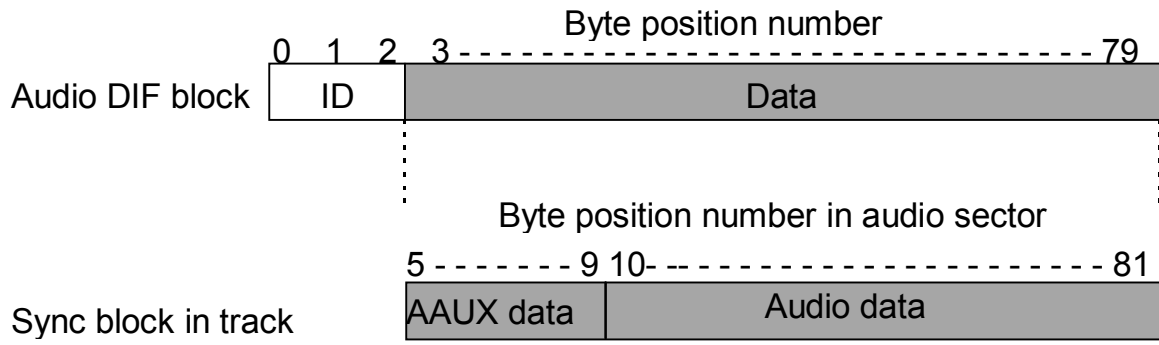 Byte position number
0 1 2 3 - - - - - - - - - - - - - - - - - - - - - - - - 79
Audio DIF block ID Data
Byte position number in audio sector
5 - - - - - - - 9 10- -- - - - - - - - - - - - - - - - - - 81
Sync block in track AAUX data Audio data